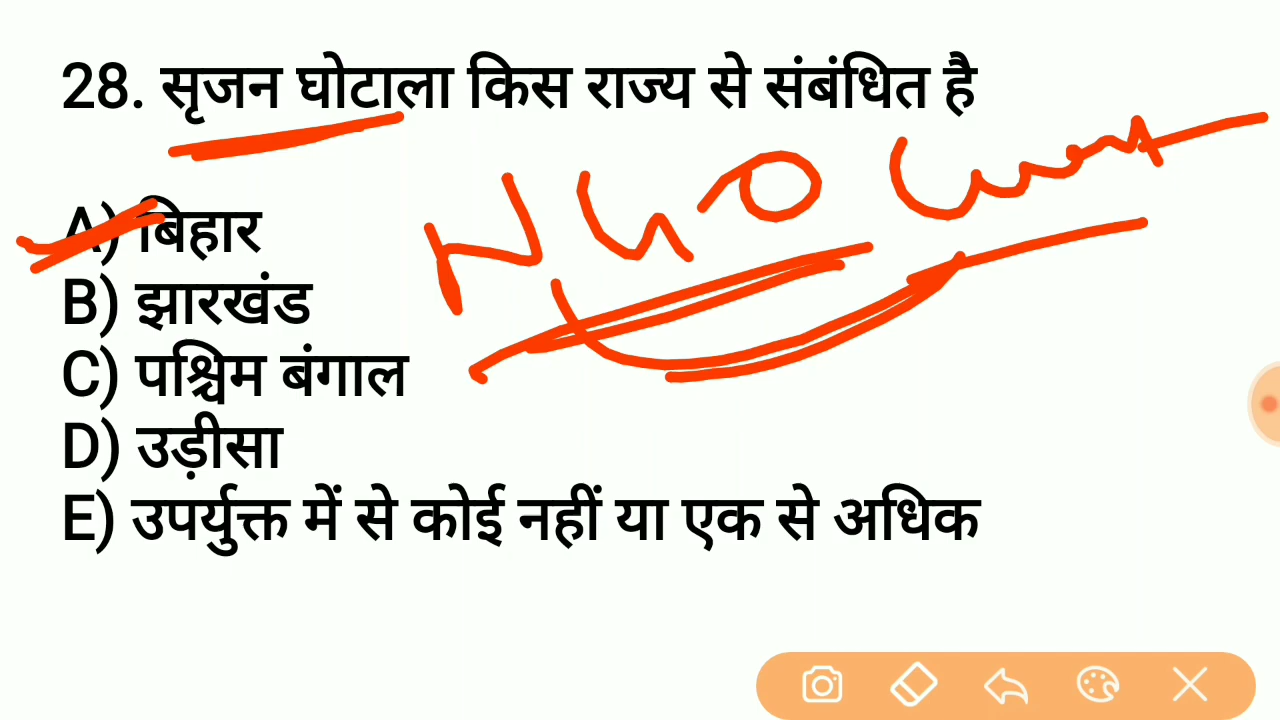 28. सृजन घोटाला किस राज्य से संबंधित है
NGO
A) बिहार
B) झारखंड
C) पश्चिम बंगाल
D) उड़ीसा
E) उपर्युक्त में से कोई नहीं या एक से अधिक